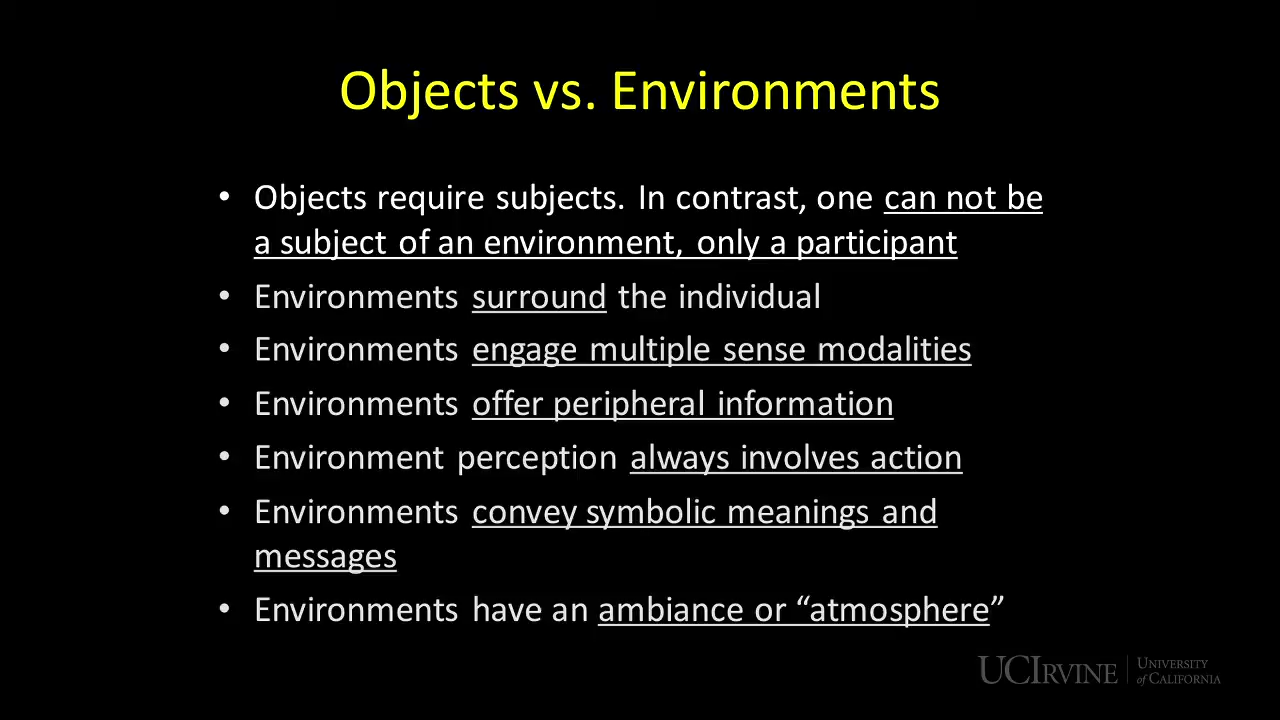 Objects vs. Environments
• Objects require subjects. In contrast, one can not be
a subject of an environment, only a participant
• Environments surround the individual
• Environments engage multiple sense modalities
• Environments offer peripheral information
• Environment perception always involves action
• Environments convey symbolic meanings and
messages
• Environments have an ambiance or “atmosphere”
UCIRVINE | UNIVERSITY
of CALIFORNIA